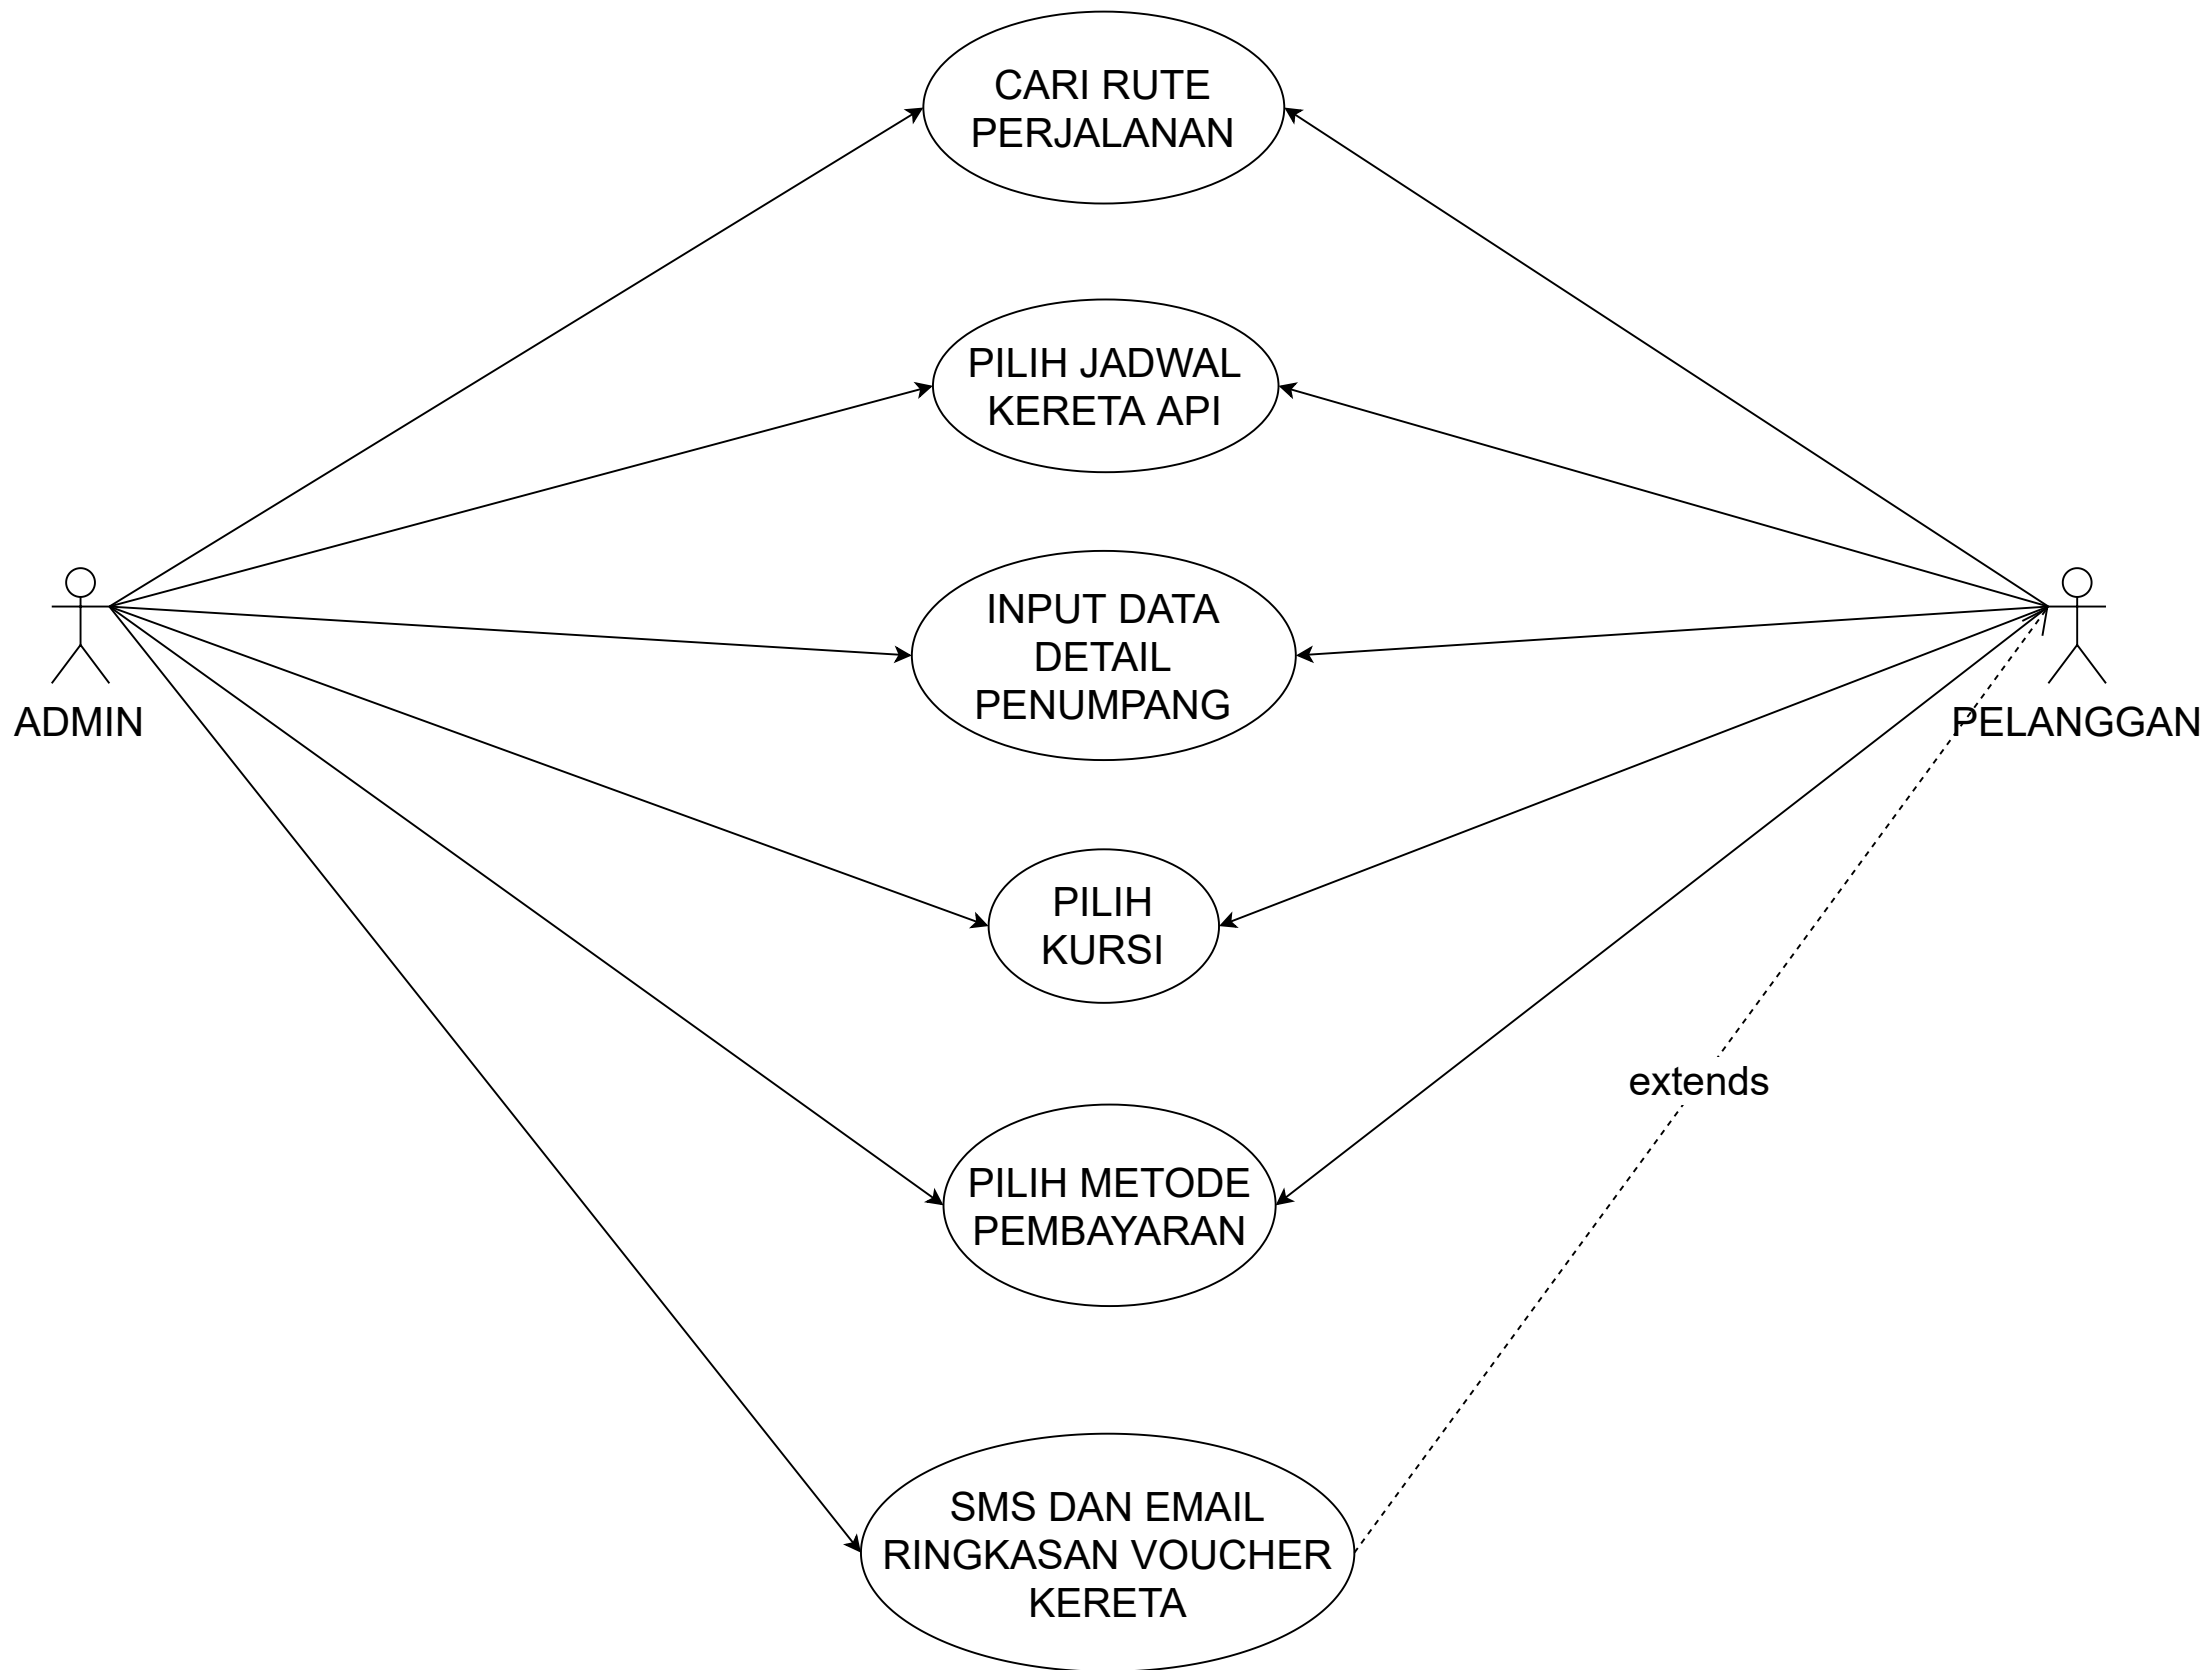 CARI RUTE
PERJALANAN
PILIH JADWAL
KERETA API
INPUT DATA
DETAIL
PENUMPANG
ADMIN
PELANGGAN
PILIH
KURSI
extends
PILIH METODE
PEMBAYARAN
SMS DAN EMAIL
RINGKASAN VOUCHER
KERETA